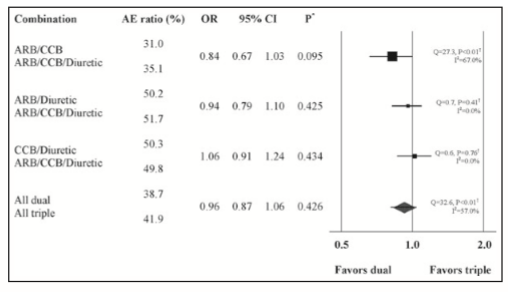 Combination AE ratio (%) OR 95% CI P*
ARB/CCB 31.0
ARB/CCB/Diuretic 35.1 0.84 0.67 1.03 0.095
Q=27.3, P<0.01†
I²=67.0%
ARB/Diuretic 50.2
ARB/CCB/Diuretic 51.7 0.94 0.79 1.10 0.425
Q=0.7, P=0.41†
I²=0.0%
CCB/Diuretic 50.3
ARB/CCB/Diuretic 49.8 1.06 0.91 1.24 0.434
Q=0.6, P=0.76†
I²=0.0%
All dual 38.7
All triple 41.9 0.96 0.87 1.06 0.426
Q=32.6, P<0.01†
I²=57.0%
0.5 1.0 2.0
Favors dual Favors triple